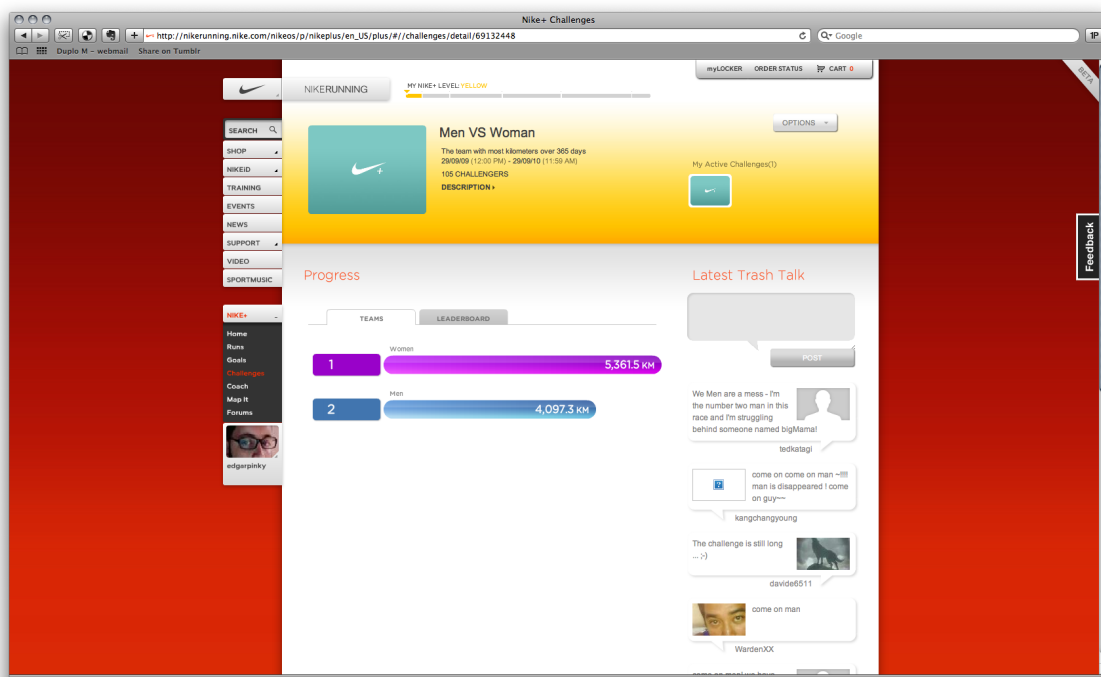 Nike+ Challenges
http://nikerunning.nike.com/nikeos/p/nikeplus/en_US/plus/#//challenges/detail/69132448
Google
1P
Duplo M – webmail Share on Tumblr
myLOCKER ORDER STATUS CART 0
BETA
NIKERUNNING
MY NIKE+ LEVEL: YELLOW
SEARCH
SHOP
NIKEiD
TRAINING
EVENTS
NEWS
SUPPORT
VIDEO
SPORTMUSIC
NIKE+
Home
Runs
Goals
Challenges
Coach
Map It
Forums
edgarpinky
Men VS Woman
The team with most kilometers over 365 days
29/09/09 (12:00 PM) - 29/09/10 (11:59 AM)
105 CHALLENGERS
DESCRIPTION
OPTIONS
My Active Challenges(1)
Feedback
Progress
TEAMS LEADERBOARD
Women
1 5,361.5 KM
Men
2 4,097.3 KM
Latest Trash Talk
POST
We Men are a mess - I'm
the number two man in this
race and I'm struggling
behind someone named bigMama!
tedkatagi
come on come on man ~
man is disappeared ! come
on guy~~
kangchangyoung
The challenge is still long
... ;-)
davide6511
come on man
WardenXX